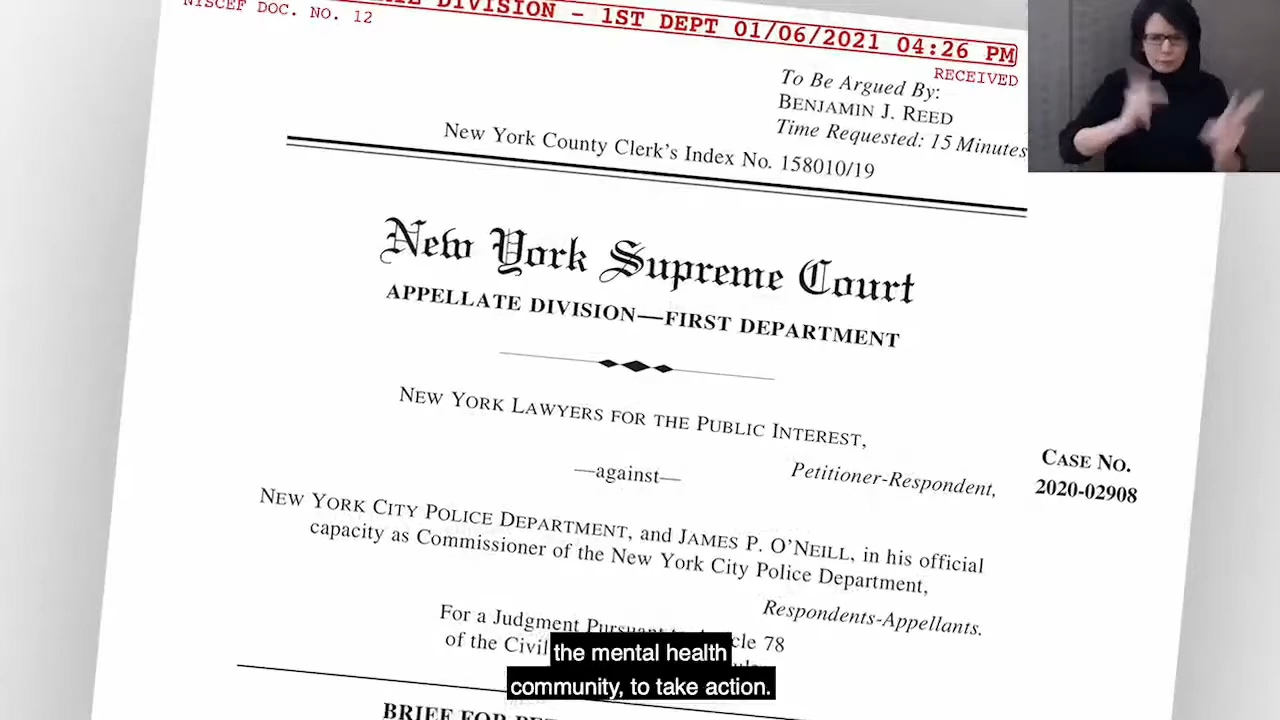 DIVISION – 1ST DEPT 01/06/2021 04:26 PM
NYSCEF DOC. NO. 12
RECEIVED
To Be Argued By:
BENJAMIN J. REED
Time Requested: 15 Minutes
New York County Clerk's Index No. 158010/19
New York Supreme Court
APPELLATE DIVISION—FIRST DEPARTMENT
NEW YORK LAWYERS FOR THE PUBLIC INTEREST,
Petitioner-Respondent,
—against—
CASE NO.
2020-02908
NEW YORK CITY POLICE DEPARTMENT, and JAMES P. O'NEILL, in his official
capacity as Commissioner of the New York City Police Department,
Respondents-Appellants.
For a Judgment Pursuant 78
of the
the mental health
community, to take action.
BRIEF FOR